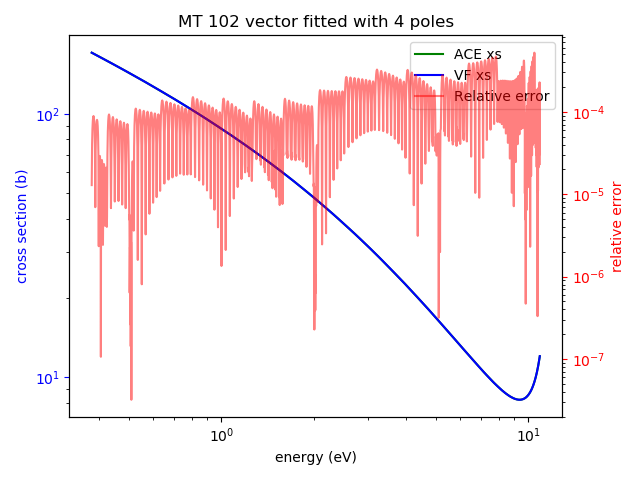 MT 102 vector fitted with 4 poles
ACE xs
VF xs
Relative error
10²
10¹
cross section (b)
10⁻⁴
10⁻⁵
10⁻⁶
10⁻⁷
relative error
10⁰
10¹
energy (eV)